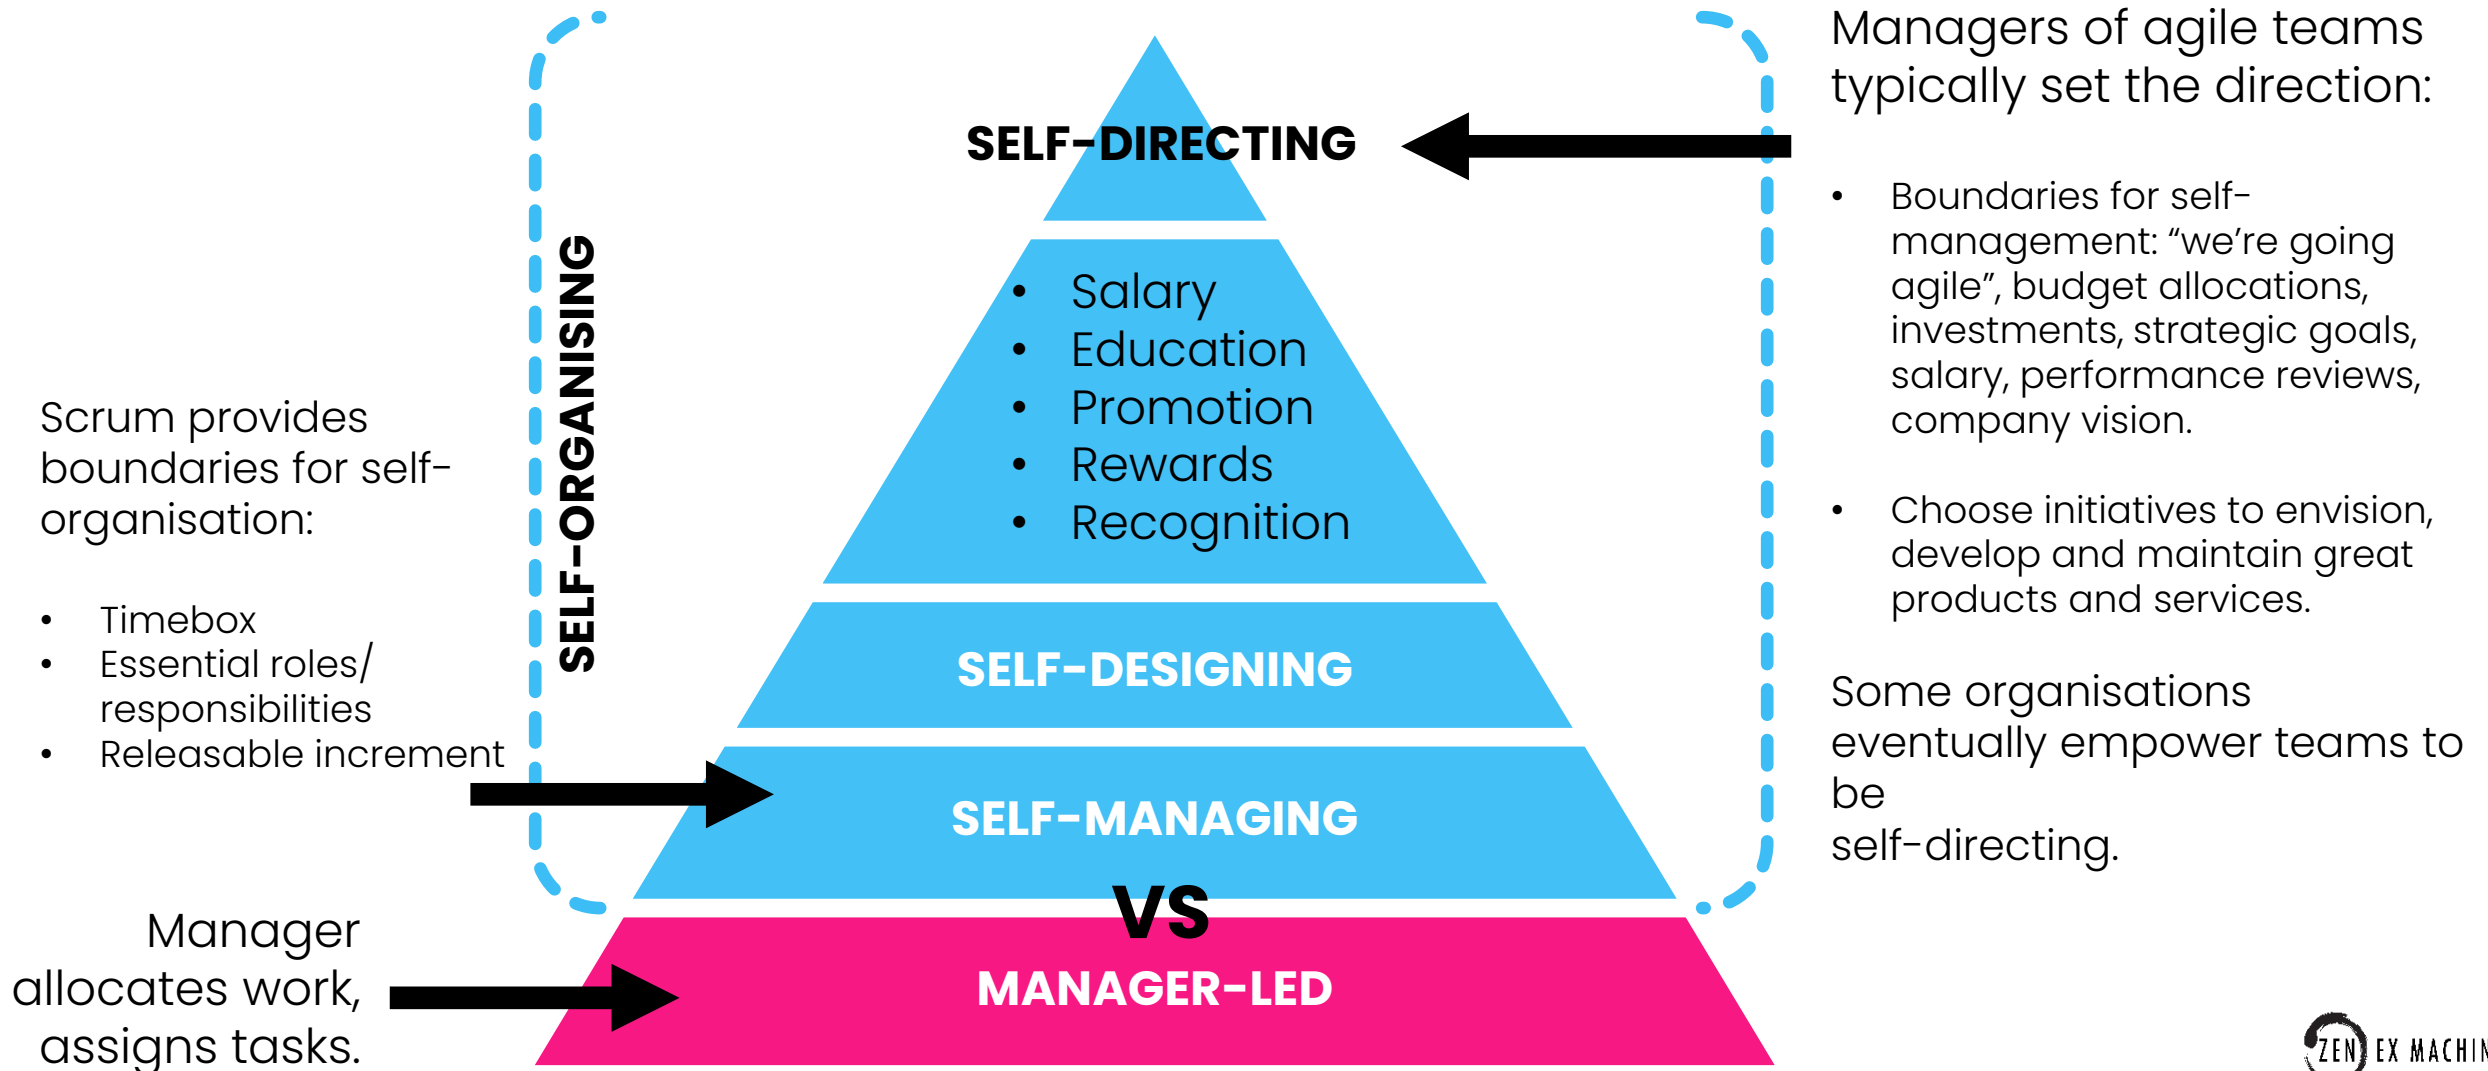 Managers of agile teams
typically set the direction:
SELF-DIRECTING
• Boundaries for self-
management: “we’re going
agile”, budget allocations,
investments, strategic goals,
salary, performance reviews,
company vision.
• Choose initiatives to envision,
develop and maintain great
products and services.
Some organisations
eventually empower teams to
be
self-directing.
SELF-ORGANISING
• Salary
• Education
• Promotion
• Rewards
• Recognition
Scrum provides
boundaries for self-
organisation:
• Timebox
• Essential roles/
responsibilities
• Releasable increment
SELF-DESIGNING
SELF-MANAGING
VS
MANAGER-LED
Manager
allocates work,
assigns tasks.
ZEN EX MACHIN